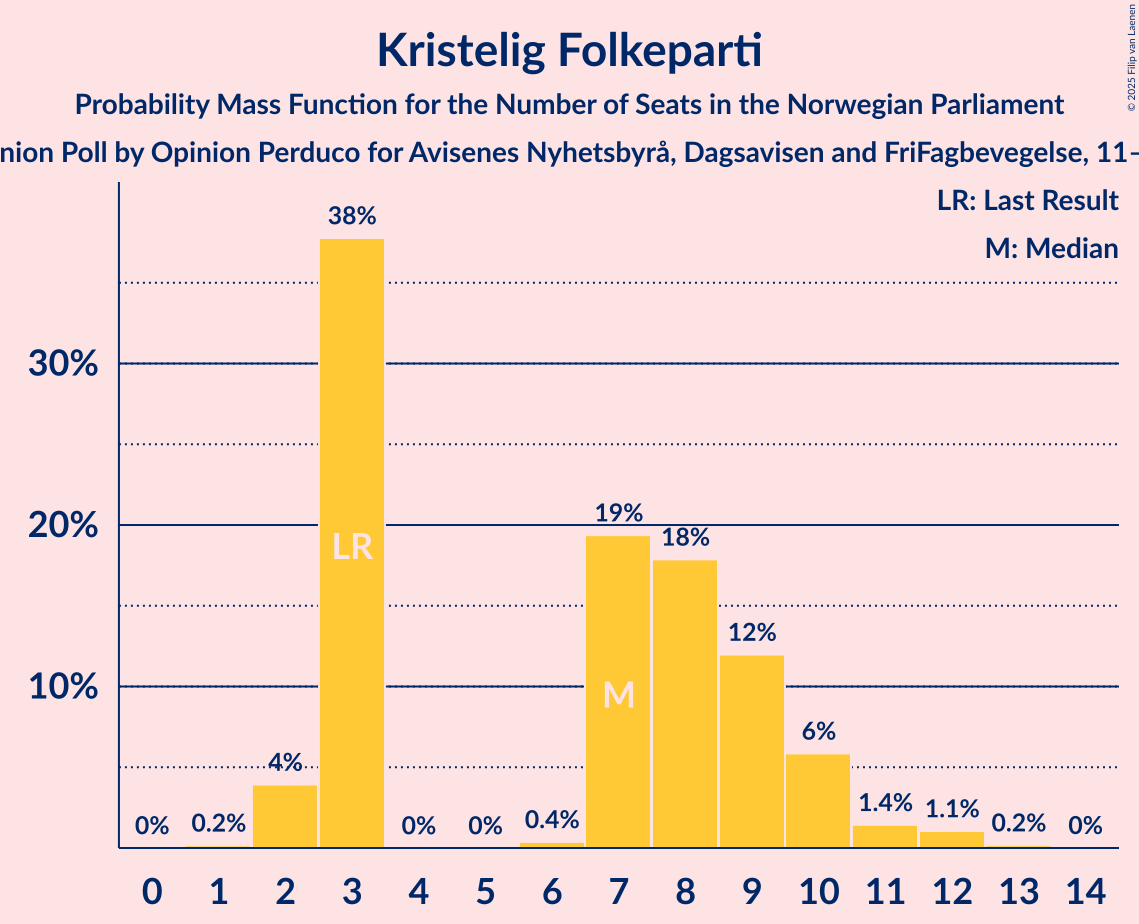 Kristelig Folkeparti
Probability Mass Function for the Number of Seats in the Norwegian Parliament
nion Poll by Opinion Perduco for Avisenes Nyhetsbyrå, Dagsavisen and FriFagbevegelse, 11–
© 2025 Filip van Laenen
LR: Last Result
M: Median
38%
30%
20%
19%
18%
LR
12%
10%
M
6%
4%
0% 0.2% 0% 0% 0.4% 1.4% 1.1% 0.2% 0%
0 1 2 3 4 5 6 7 8 9 10 11 12 13 14